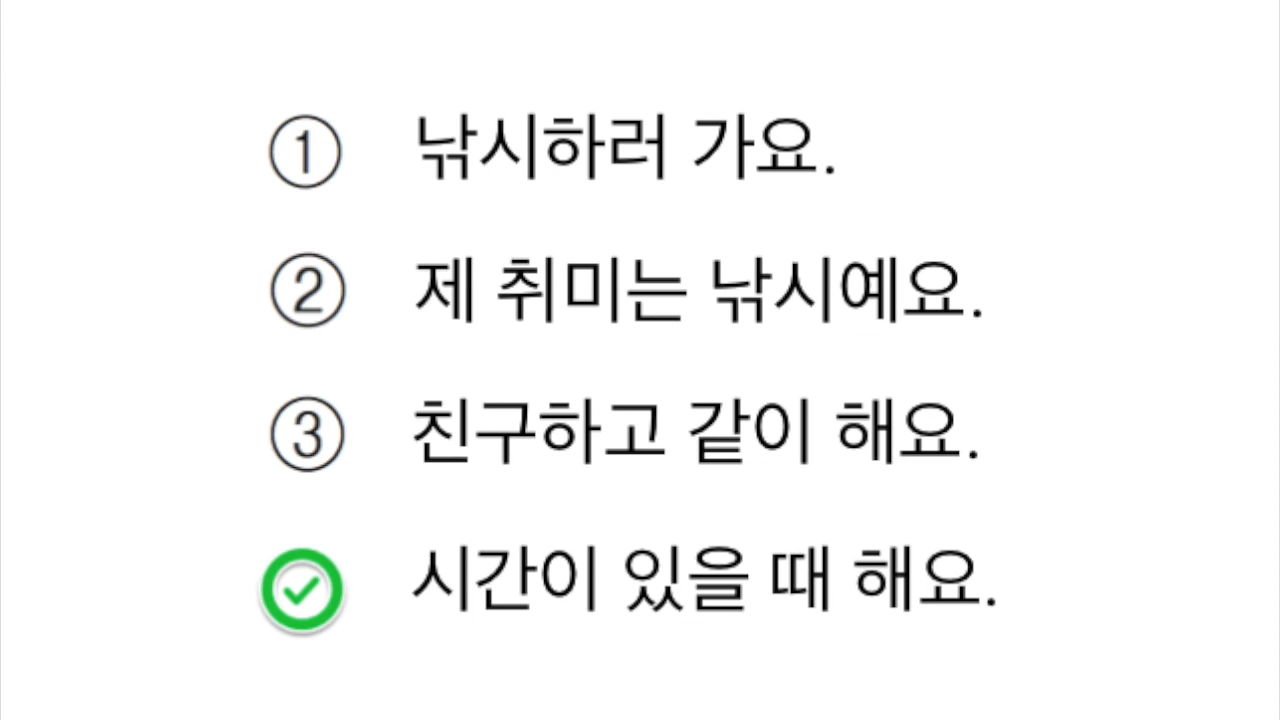 ① 낚시하러 가요.
② 제 취미는 낚시예요.
③ 친구하고 같이 해요.
시간이 있을 때 해요.